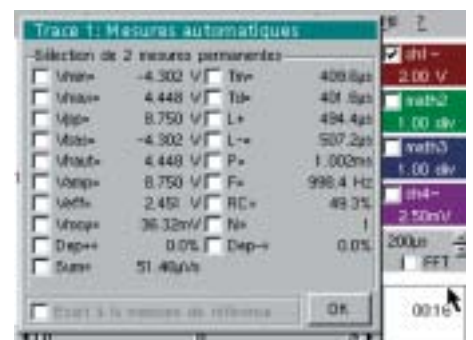 Trace 1: Mesures automatiques
Sélection de 2 mesures permanentes
Vmin= -4.302 V Tm= 409.6µs
Vmax= 4.448 V Td= 401.6µs
Vpp= 8.750 V L+= 494.4µs
Vbas= -4.302 V L-= 507.2µs
Vhaut= 4.448 V P= 1.002ms
Vamp= 8.750 V F= 998.4 Hz
Veff= 2.451 V RC= 49.3%
Vmoy= 36.32mV N= 1
Dep+= 0.0% Dep-= 0.0%
Sum= 51.40µVs
Ecart à la mesure de référence
OK
?
ch1
2.00 V
math2
1.00 div
math3
1.00 div
ch4
2.50mV
200µs
FFT
00:16